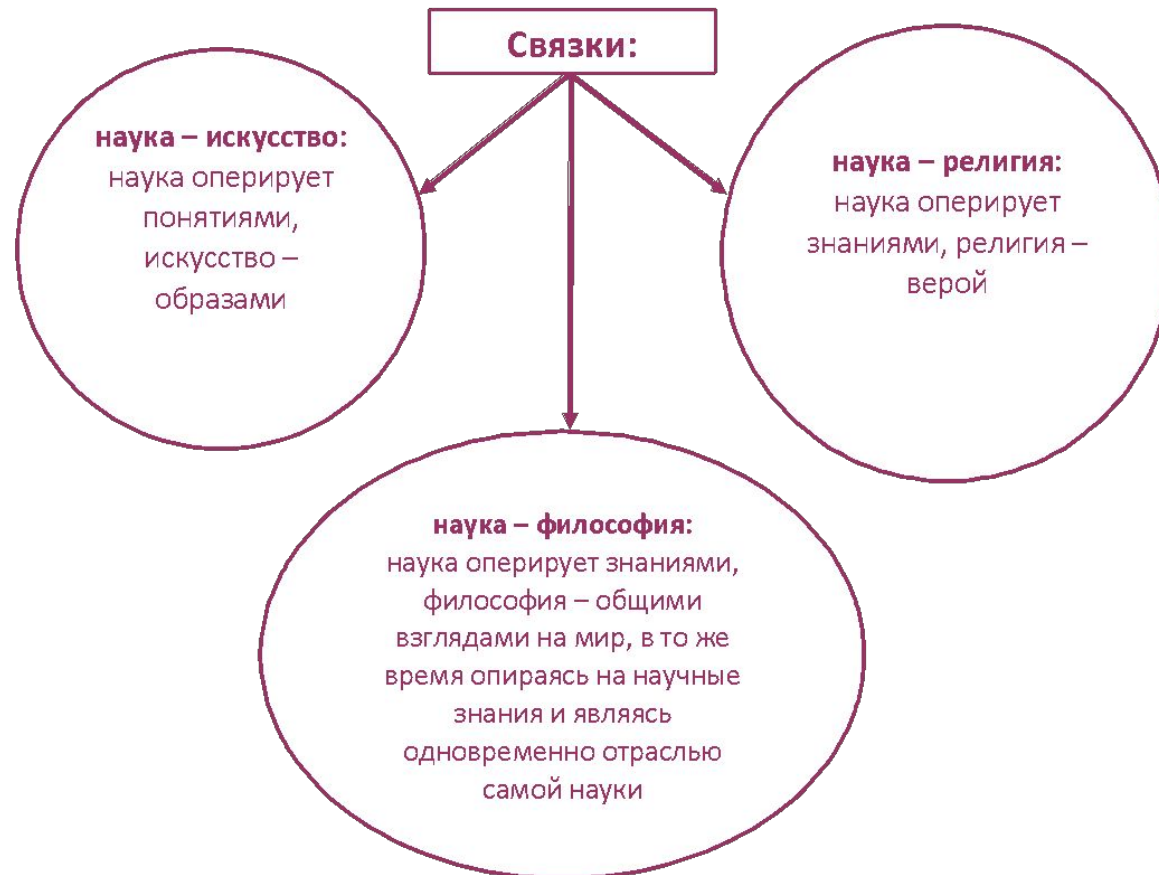 Связки:
наука – искусство:
наука оперирует
понятиями,
искусство –
образами
наука – религия:
наука оперирует
знаниями, религия –
верой
наука – философия:
наука оперирует знаниями,
философия – общими
взглядами на мир, в то же
время опираясь на научные
знания и являясь
одновременно отраслью
самой науки